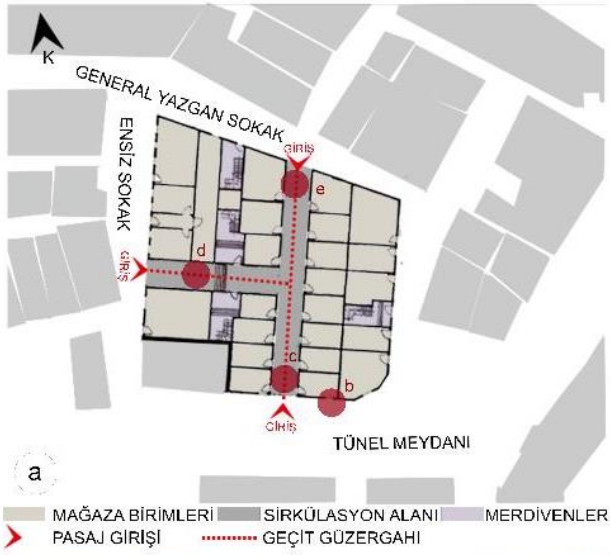 K
GENERAL YAZGAN SOKAK
ENSİZ SOKAK
GİRİŞ
e
d
GİRİŞ
c
b
GİRİŞ
TÜNEL MEYDANI
a
MAĞAZA BİRİMLERİ SİRKÜLASYON ALANI MERDİVENLER
PASAJ GİRİŞİ GEÇİT GÜZERGAHI